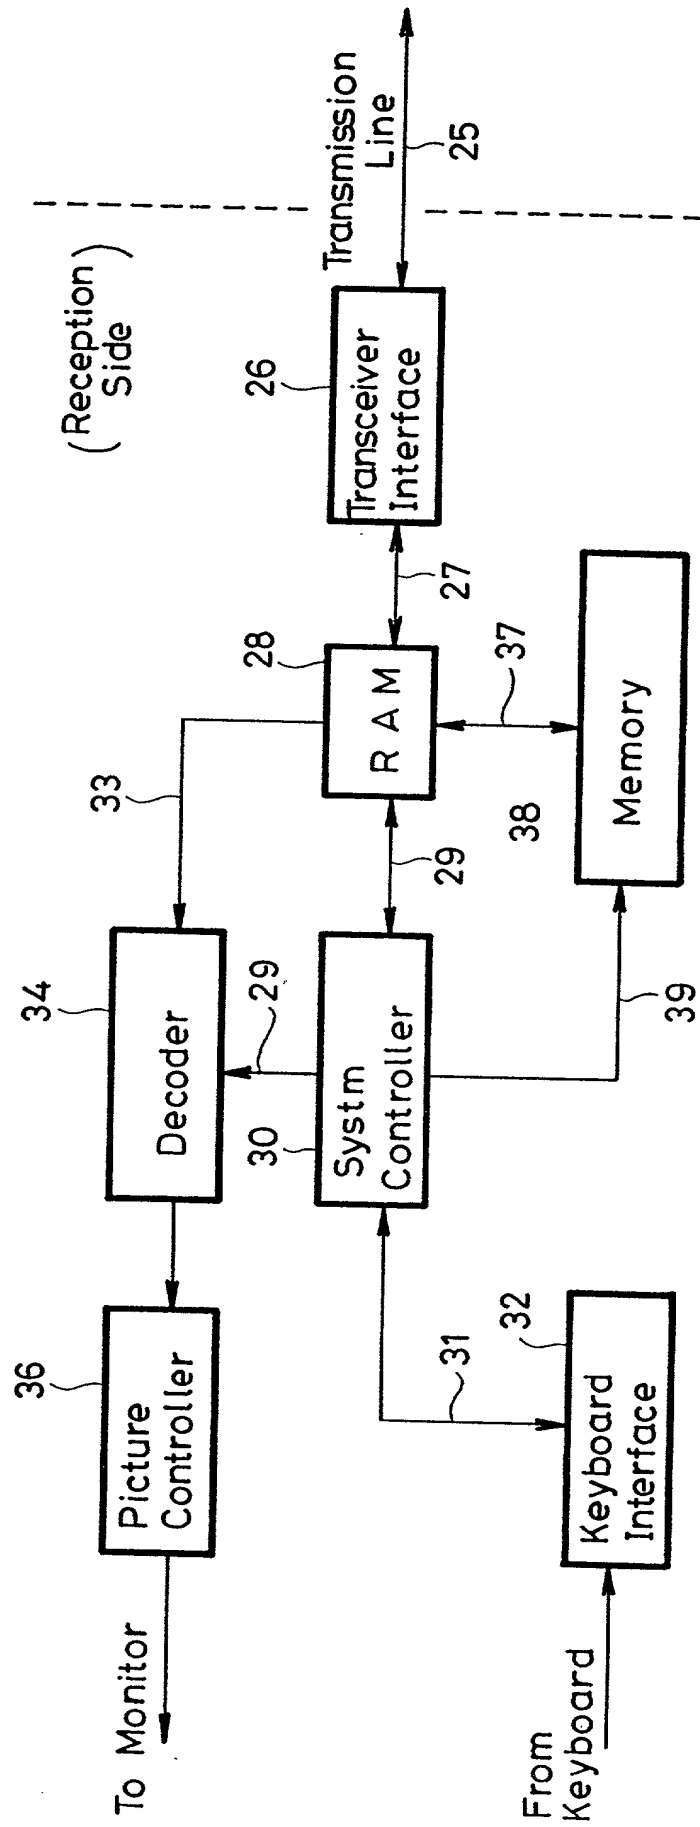 (Reception
Side)
To Monitor
36
Picture
Controller
34
Decoder
33
29
30
Systm
Controller
29
28
RAM
27
26
Transceiver
Interface
Transmission
Line
25
37
38
Memory
39
31
32
Keyboard
Interface
From
Keyboard